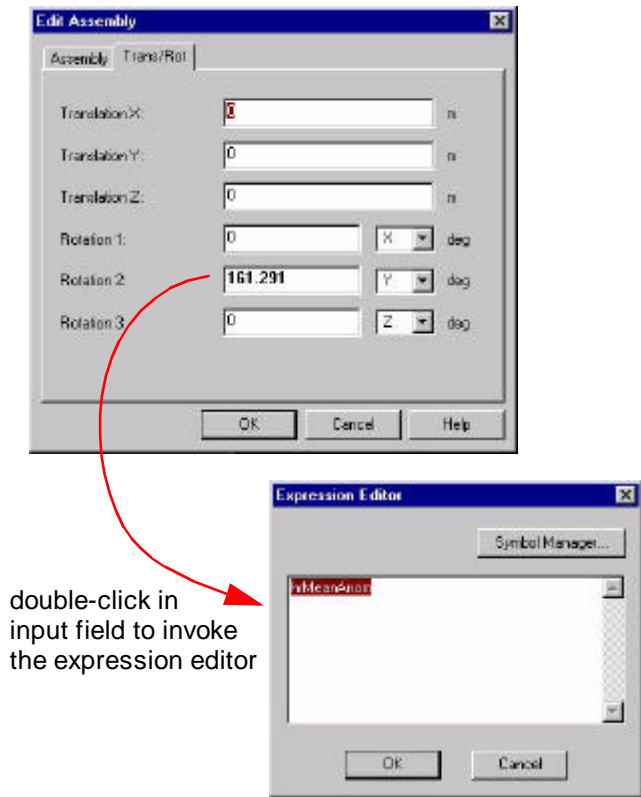 Edit Assembly
Assembly Trans/Rot
Translation X: 0 m
Translation Y: 0 m
Translation Z: 0 m
Rotation 1: 0 X deg
Rotation 2: 161.291 Y deg
Rotation 3: 0 Z deg
OK Cancel Help
Expression Editor
Symbol Manager...
hrMeanAnom
double-click in
input field to invoke
the expression editor
OK Cancel